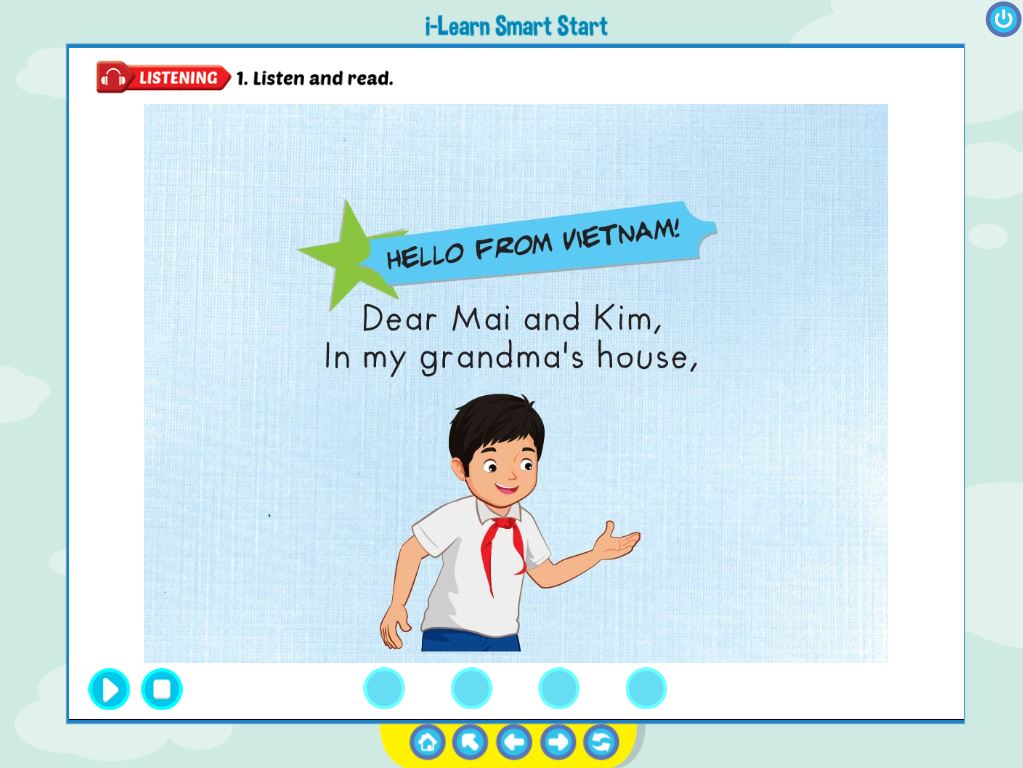 i-Learn Smart Start
LISTENING 1. Listen and read.
HELLO FROM VIETNAM!
Dear Mai and Kim,
In my grandma's house,